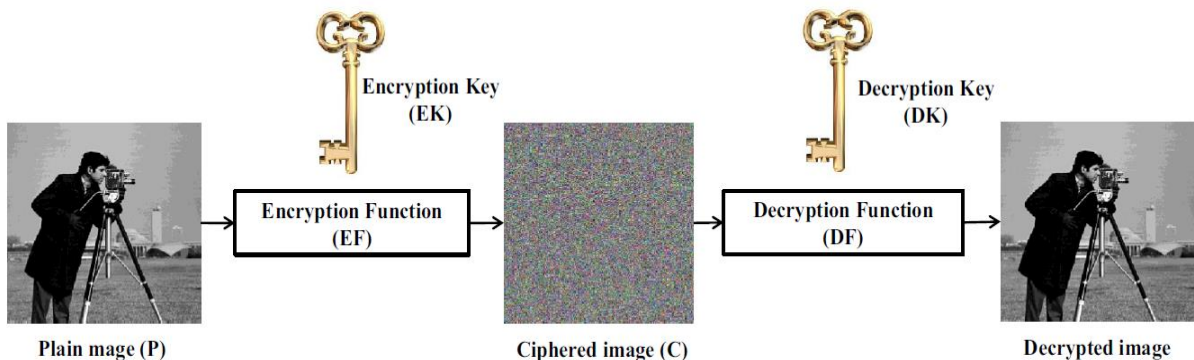 Encryption Key
(EK)
Decryption Key
(DK)
Encryption Function
(EF)
Decryption Function
(DF)
Plain mage (P)
Ciphered image (C)
Decrypted image